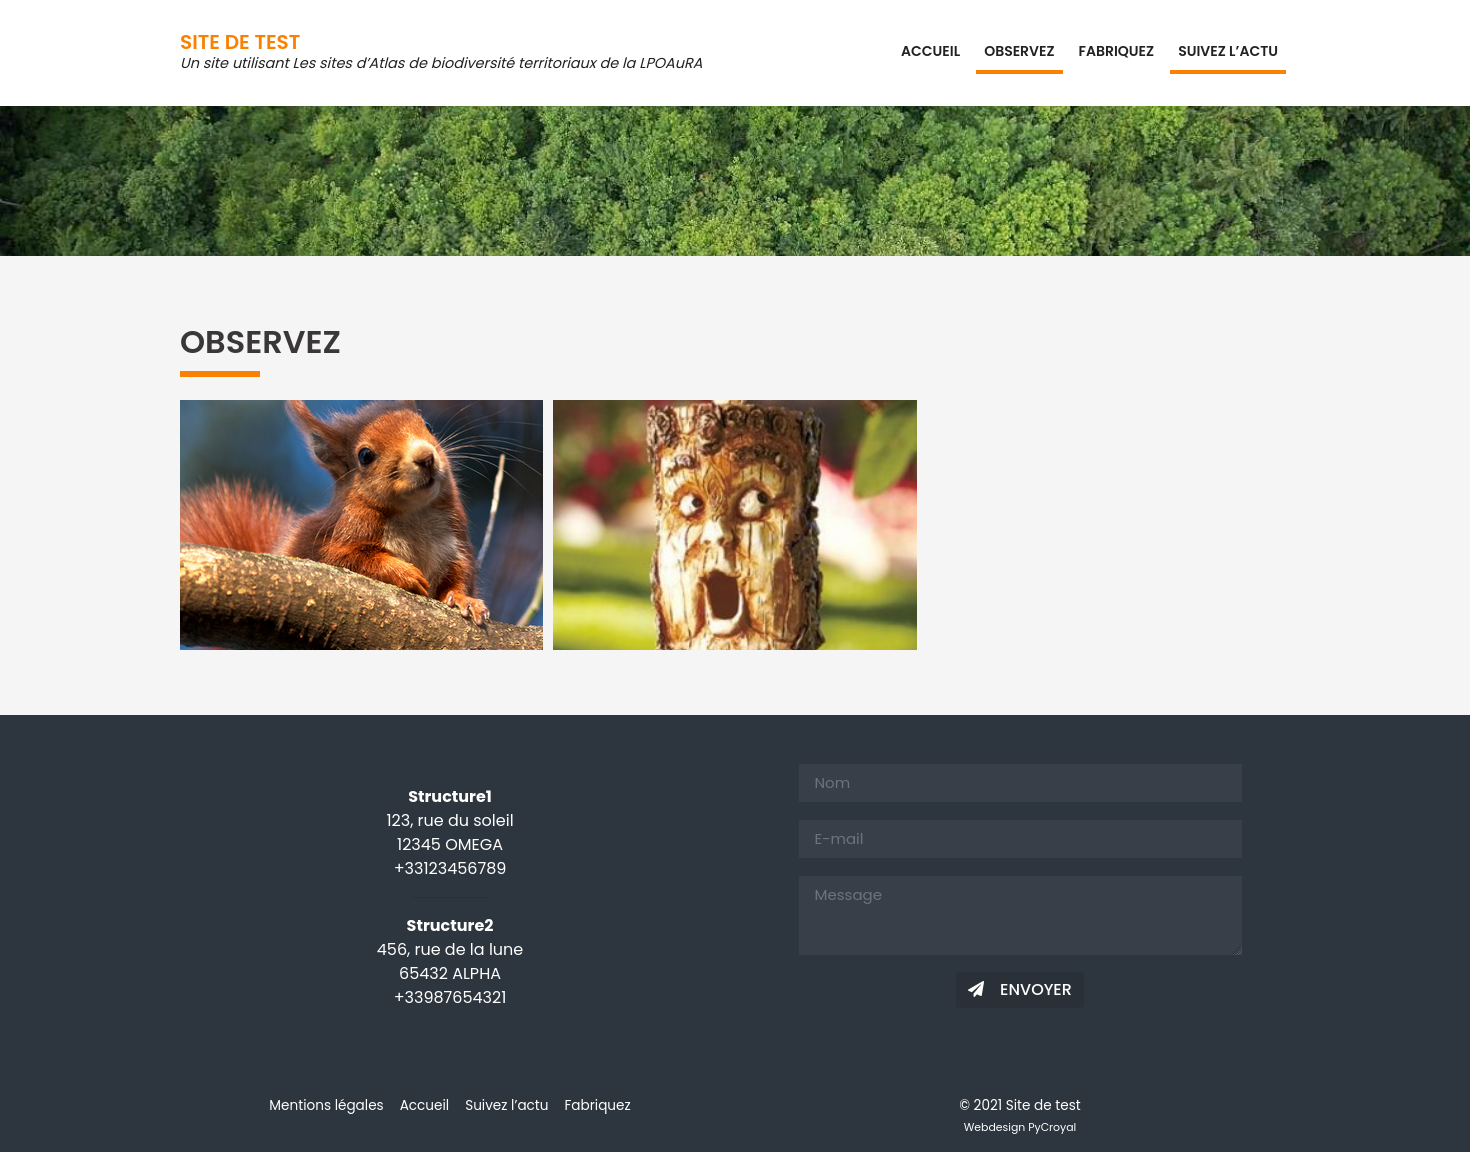 SITE DE TEST
Un site utilisant Les sites d’Atlas de biodiversité territoriaux de la LPOAuRA
ACCUEIL OBSERVEZ FABRIQUEZ SUIVEZ L’ACTU
OBSERVEZ
Structure1
123, rue du soleil
12345 OMEGA
+33123456789
Structure2
456, rue de la lune
65432 ALPHA
+33987654321
Nom
E-mail
Message
ENVOYER
Mentions légales Accueil Suivez l’actu Fabriquez
© 2021 Site de test
Webdesign PyCroyal